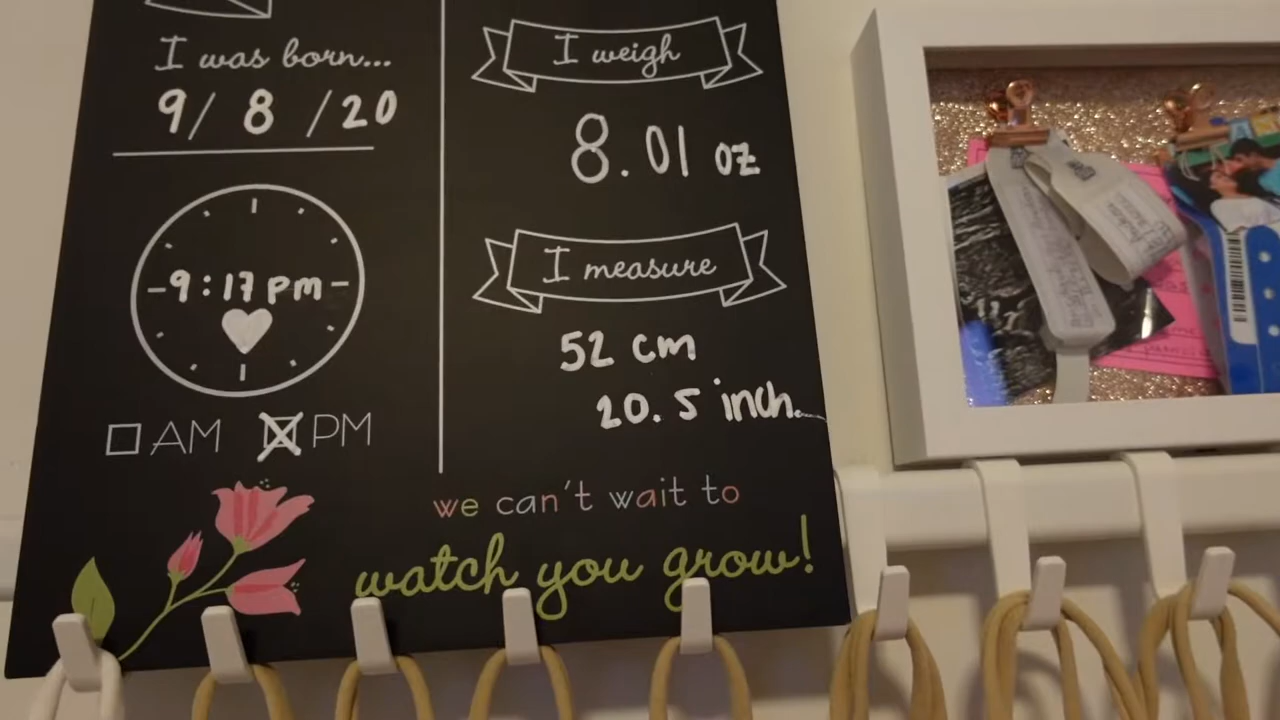 I was born...
9/ 8 /20
9:17 pm
AM PM
I weigh
8.01 oz
I measure
52 cm
20.5 inch.
we can't wait to
watch you grow!